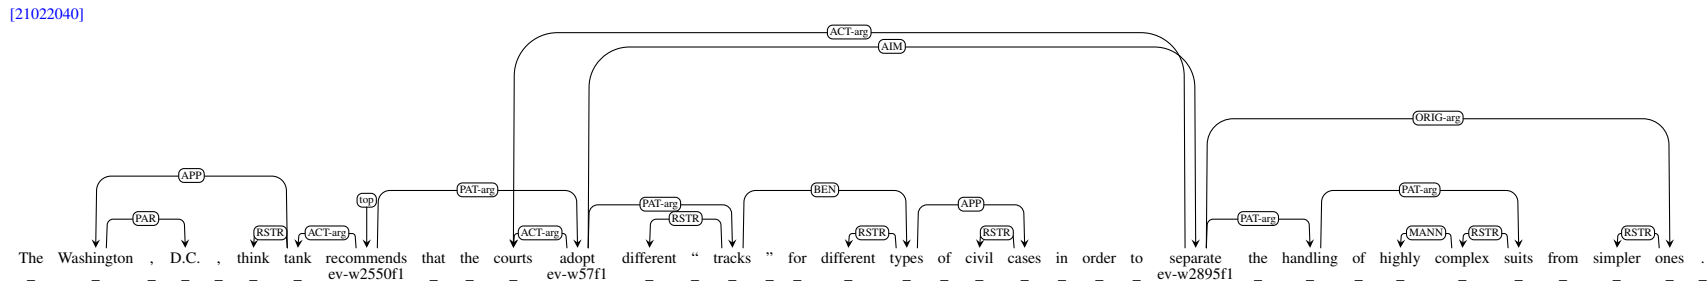 [21022040]
ACT-arg
AIM
ORIG-arg
APP
top PAT-arg BEN PAT-arg
PAT-arg APP
PAR RSTR PAT-arg
RSTR ACT-arg ACT-arg RSTR RSTR MANN RSTR RSTR
The Washington , D.C. , think tank recommends that the courts adopt different “ tracks ” for different types of civil cases in order to separate the handling of highly complex suits from simpler ones .
ev-w2550f1 ev-w57f1 ev-w2895f1
_ _ _ _ _ _ _ _ _ _ _ _ _ _ _ _ _ _ _ _ _ _ _ _ _ _ _ _ _ _ _ _